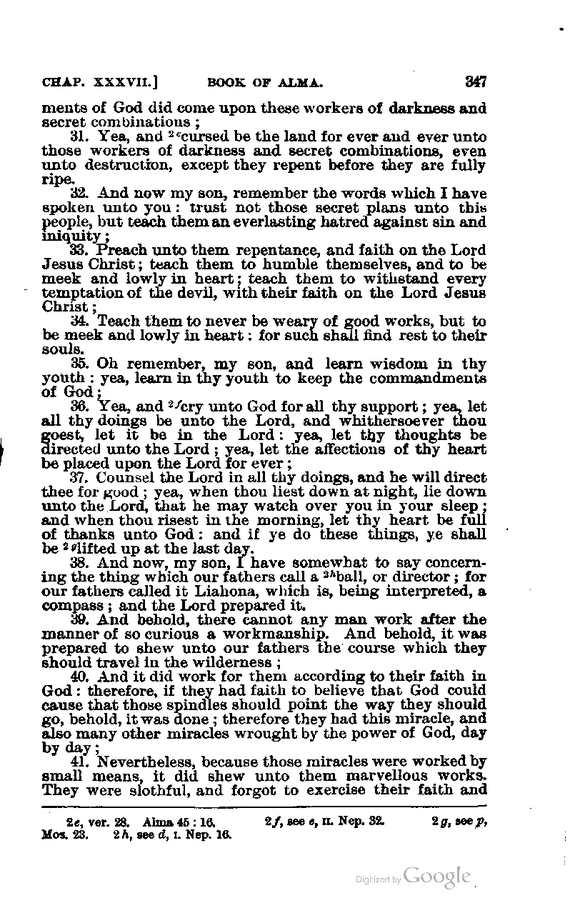 CHAP. XXXVII.] BOOK OF ALMA. 347
ments of God did come upon these workers of darkness and
secret combinations ;
31. Yea, and ²ᵉcursed be the land for ever and ever unto
those workers of darkness and secret combinations, even
unto destruction, except they repent before they are fully
ripe.
32. And now my son, remember the words which I have
spoken unto you : trust not those secret plans unto this
people, but teach them an everlasting hatred against sin and
iniquity ;
33. Preach unto them repentance, and faith on the Lord
Jesus Christ ; teach them to humble themselves, and to be
meek and lowly in heart ; teach them to withstand every
temptation of the devil, with their faith on the Lord Jesus
Christ ;
34. Teach them to never be weary of good works, but to
be meek and lowly in heart : for such shall find rest to their
souls.
35. Oh remember, my son, and learn wisdom in thy
youth : yea, learn in thy youth to keep the commandments
of God ;
36. Yea, and ²ᶠcry unto God for all thy support ; yea, let
all thy doings be unto the Lord, and whithersoever thou
goest, let it be in the Lord : yea, let thy thoughts be
directed unto the Lord ; yea, let the affections of thy heart
be placed upon the Lord for ever ;
37. Counsel the Lord in all thy doings, and he will direct
thee for good ; yea, when thou liest down at night, lie down
unto the Lord, that he may watch over you in your sleep ;
and when thou risest in the morning, let thy heart be full
of thanks unto God : and if ye do these things, ye shall
be ²ᵍlifted up at the last day.
38. And now, my son, I have somewhat to say concern-
ing the thing which our fathers call a ²ʰball, or director ; for
our fathers called it Liahona, which is, being interpreted, a
compass ; and the Lord prepared it.
39. And behold, there cannot any man work after the
manner of so curious a workmanship. And behold, it was
prepared to shew unto our fathers the course which they
should travel in the wilderness ;
40. And it did work for them according to their faith in
God : therefore, if they had faith to believe that God could
cause that those spindles should point the way they should
go, behold, it was done ; therefore they had this miracle, and
also many other miracles wrought by the power of God, day
by day ;
41. Nevertheless, because those miracles were worked by
small means, it did shew unto them marvellous works.
They were slothful, and forgot to exercise their faith and
2e, ver. 28. Alma 45 : 16. 2f, see e, II. Nep. 32. 2g, see p,
Mos. 23. 2h, see d, I. Nep. 16.
Digitized by Google